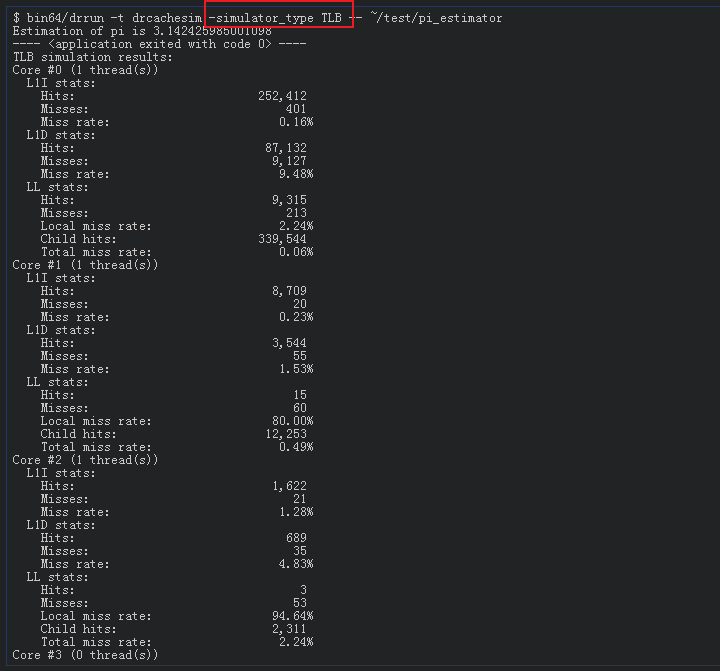 $ bin64/drrun -t drcachesim -simulator_type TLB -- ~/test/pi_estimator
Estimation of pi is 3.142425985001098
---- <application exited with code 0> ----
TLB simulation results:
Core #0 (1 thread(s))
L1I stats:
Hits: 252,412
Misses: 401
Miss rate: 0.16%
L1D stats:
Hits: 87,132
Misses: 9,127
Miss rate: 9.48%
LL stats:
Hits: 9,315
Misses: 213
Local miss rate: 2.24%
Child hits: 339,544
Total miss rate: 0.06%
Core #1 (1 thread(s))
L1I stats:
Hits: 8,709
Misses: 20
Miss rate: 0.23%
L1D stats:
Hits: 3,544
Misses: 55
Miss rate: 1.53%
LL stats:
Hits: 15
Misses: 60
Local miss rate: 80.00%
Child hits: 12,253
Total miss rate: 0.49%
Core #2 (1 thread(s))
L1I stats:
Hits: 1,622
Misses: 21
Miss rate: 1.28%
L1D stats:
Hits: 689
Misses: 35
Miss rate: 4.83%
LL stats:
Hits: 3
Misses: 53
Local miss rate: 94.64%
Child hits: 2,311
Total miss rate: 2.24%
Core #3 (0 thread(s))